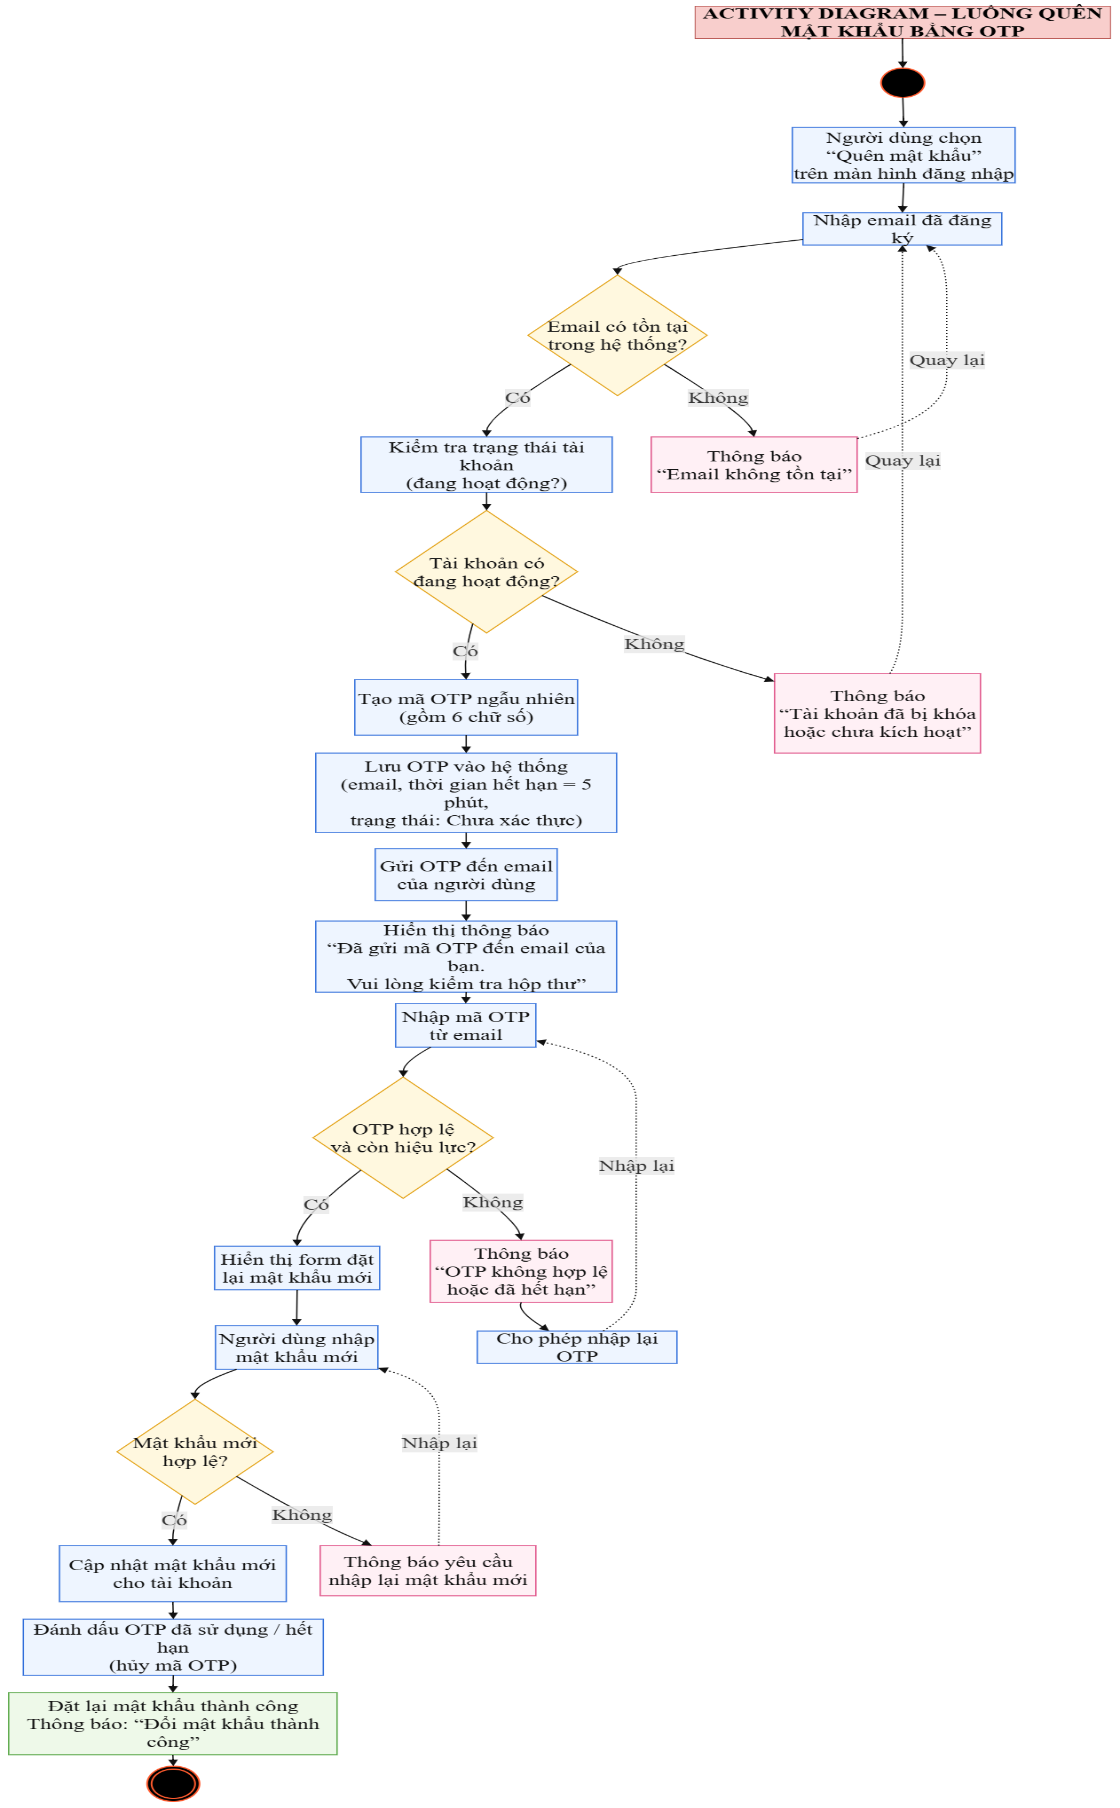 ACTIVITY DIAGRAM – LUỒNG QUÊN
MẬT KHẨU BẰNG OTP
Người dùng chọn
“Quên mật khẩu”
trên màn hình đăng nhập
Nhập email đã đăng
ký
Email có tồn tại
trong hệ thống?
Quay lại
Có
Không
Kiểm tra trạng thái tài
khoản
(đang hoạt động?)
Thông báo
“Email không tồn tại”
Quay lại
Tài khoản có
đang hoạt động?
Có
Không
Tạo mã OTP ngẫu nhiên
(gồm 6 chữ số)
Thông báo
“Tài khoản đã bị khóa
hoặc chưa kích hoạt”
Lưu OTP vào hệ thống
(email, thời gian hết hạn = 5
phút,
trạng thái: Chưa xác thực)
Gửi OTP đến email
của người dùng
Hiển thị thông báo
“Đã gửi mã OTP đến email của
bạn.
Vui lòng kiểm tra hộp thư”
Nhập mã OTP
từ email
OTP hợp lệ
và còn hiệu lực?
Nhập lại
Có
Không
Hiển thị form đặt
lại mật khẩu mới
Thông báo
“OTP không hợp lệ
hoặc đã hết hạn”
Người dùng nhập
mật khẩu mới
Cho phép nhập lại
OTP
Mật khẩu mới
hợp lệ?
Nhập lại
Có
Không
Cập nhật mật khẩu mới
cho tài khoản
Thông báo yêu cầu
nhập lại mật khẩu mới
Đánh dấu OTP đã sử dụng / hết
hạn
(hủy mã OTP)
Đặt lại mật khẩu thành công
Thông báo: “Đổi mật khẩu thành
công”